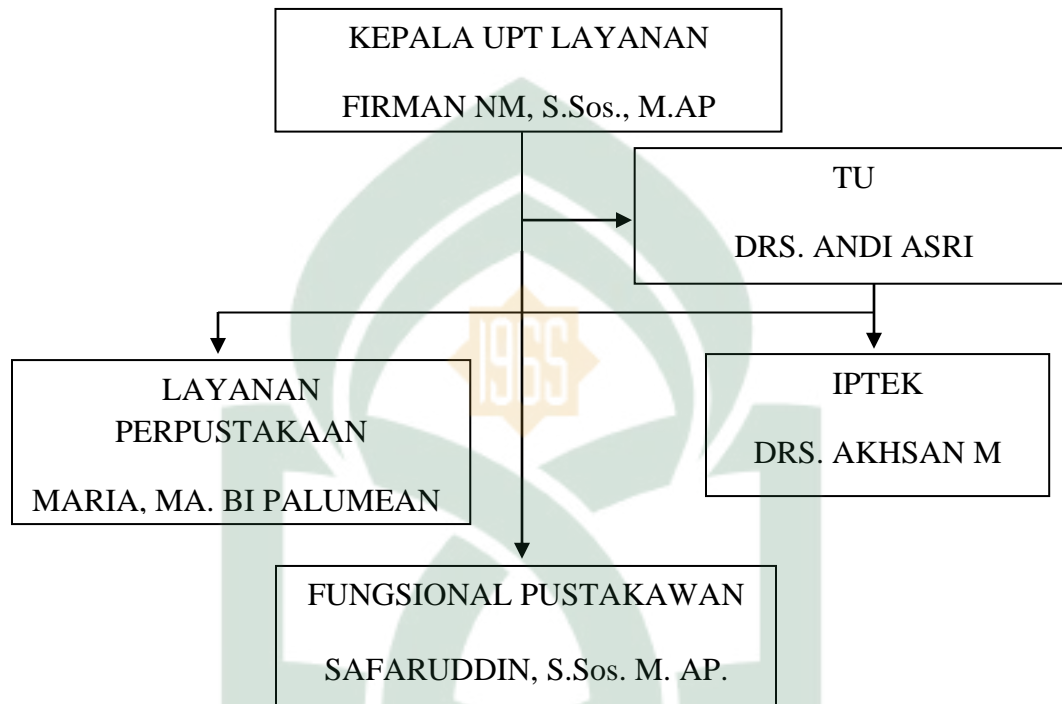 KEPALA UPT LAYANAN
FIRMAN NM, S.Sos., M.AP
TU
DRS. ANDI ASRI
1965
LAYANAN
PERPUSTAKAAN
MARIA, MA. BI PALUMEAN
IPTEK
DRS. AKHSAN M
FUNGSIONAL PUSTAKAWAN
SAFARUDDIN, S.Sos. M. AP.